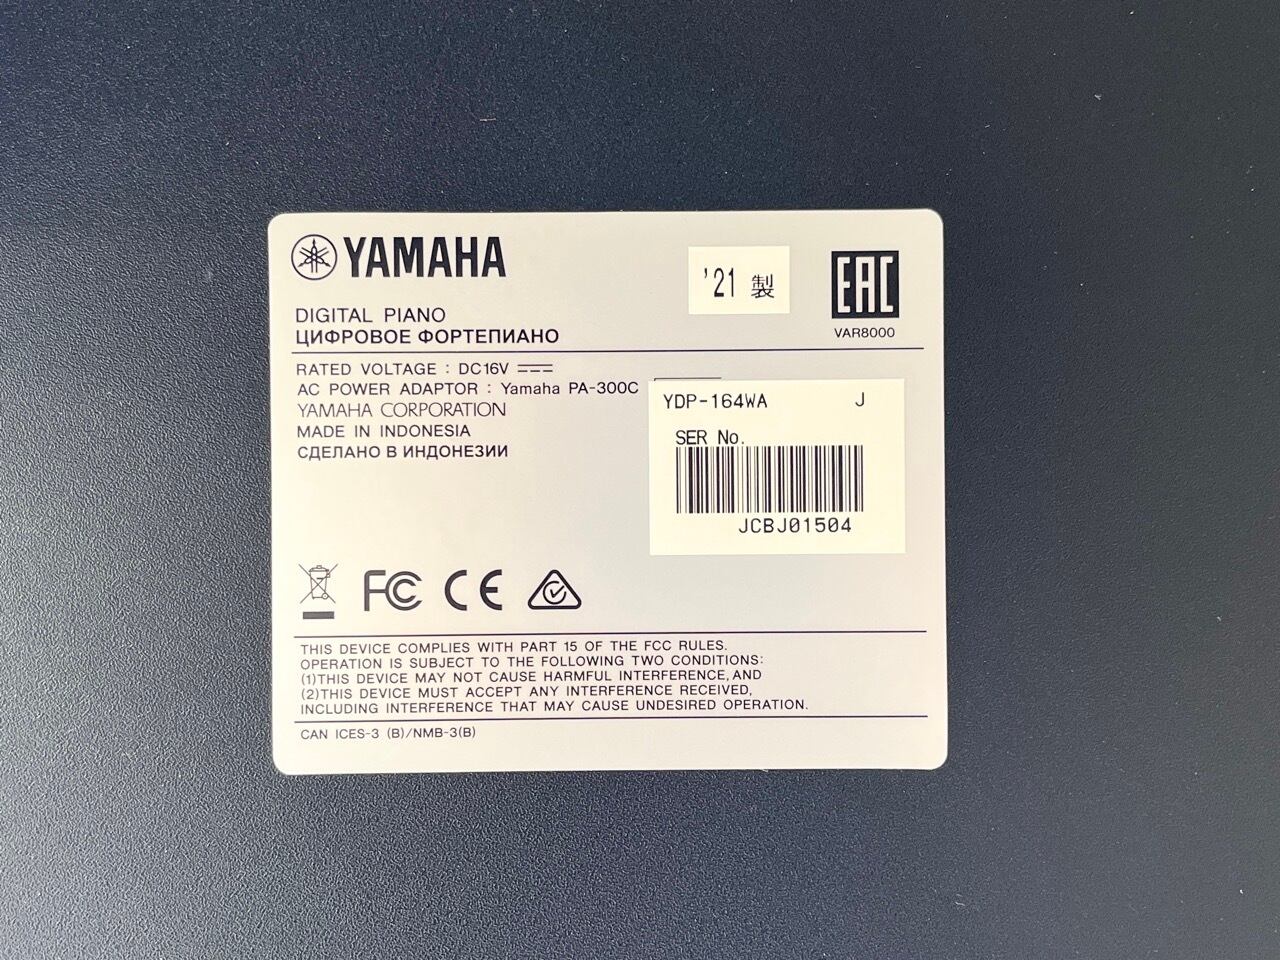 YAMAHA
'21 製
EAC
VAR8000
DIGITAL PIANO
ЦИФРОВОЕ ФОРТЕПИАНО
RATED VOLTAGE : DC16V
AC POWER ADAPTOR : Yamaha PA-300C
YAMAHA CORPORATION
MADE IN INDONESIA
СДЕЛАНО В ИНДОНЕЗИИ
YDP-164WA J
SER No.
JCBJ01504
FC CE
THIS DEVICE COMPLIES WITH PART 15 OF THE FCC RULES.
OPERATION IS SUBJECT TO THE FOLLOWING TWO CONDITIONS:
(1)THIS DEVICE MAY NOT CAUSE HARMFUL INTERFERENCE, AND
(2)THIS DEVICE MUST ACCEPT ANY INTERFERENCE RECEIVED,
INCLUDING INTERFERENCE THAT MAY CAUSE UNDESIRED OPERATION.
CAN ICES-3 (B)/NMB-3(B)